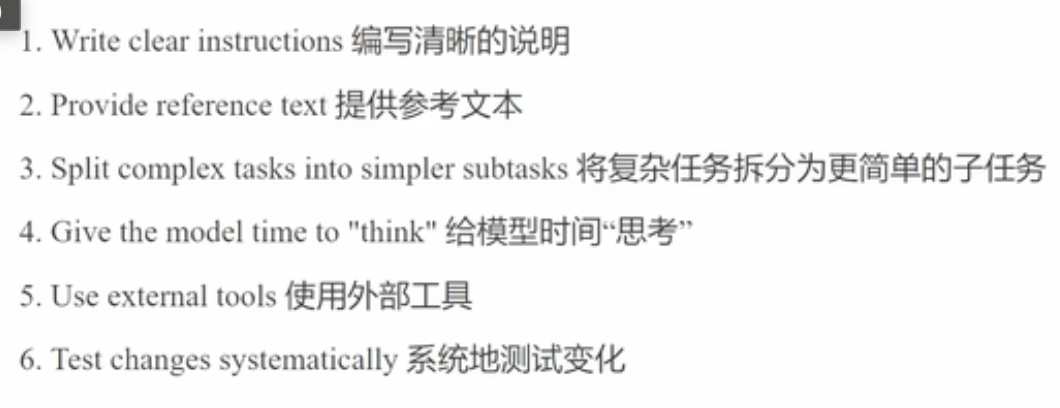 1. Write clear instructions 编写清晰的说明
2. Provide reference text 提供参考文本
3. Split complex tasks into simpler subtasks 将复杂任务拆分为更简单的子任务
4. Give the model time to "think" 给模型时间“思考”
5. Use external tools 使用外部工具
6. Test changes systematically 系统地测试变化